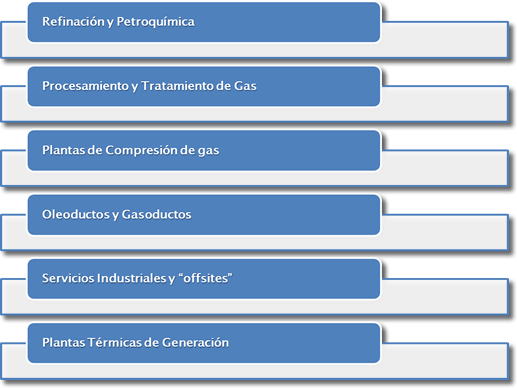 Refinación y Petroquímica
Procesamiento y Tratamiento de Gas
Plantas de Compresión de gas
Oleoductos y Gasoductos
Servicios Industriales y “offsites”
Plantas Térmicas de Generación